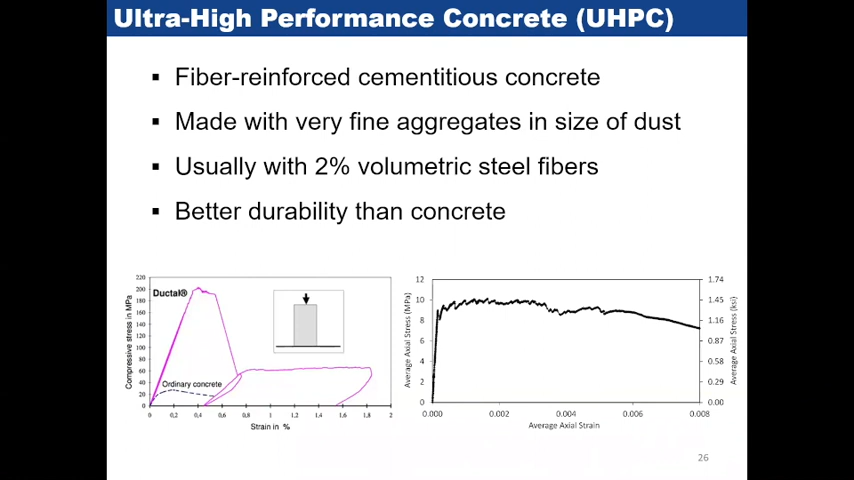 Ultra-High Performance Concrete (UHPC)
▪ Fiber-reinforced cementitious concrete
▪ Made with very fine aggregates in size of dust
▪ Usually with 2% volumetric steel fibers
▪ Better durability than concrete
Compressive stress in MPa
220
200
180
160
140
120
100
80
60
40
20
0
Ductal®
Ordinary concrete
0 0,2 0,4 0,6 0,8 1 1,2 1,4 1,6 1,8 2
Strain in %
Average Axial Stress (MPa)
12
10
8
6
4
2
0
0.000 0.002 0.004 0.006 0.008
Average Axial Strain
1.74
1.45
1.16
0.87
0.58
0.29
0.00
Average Axial Stress (ksi)
26